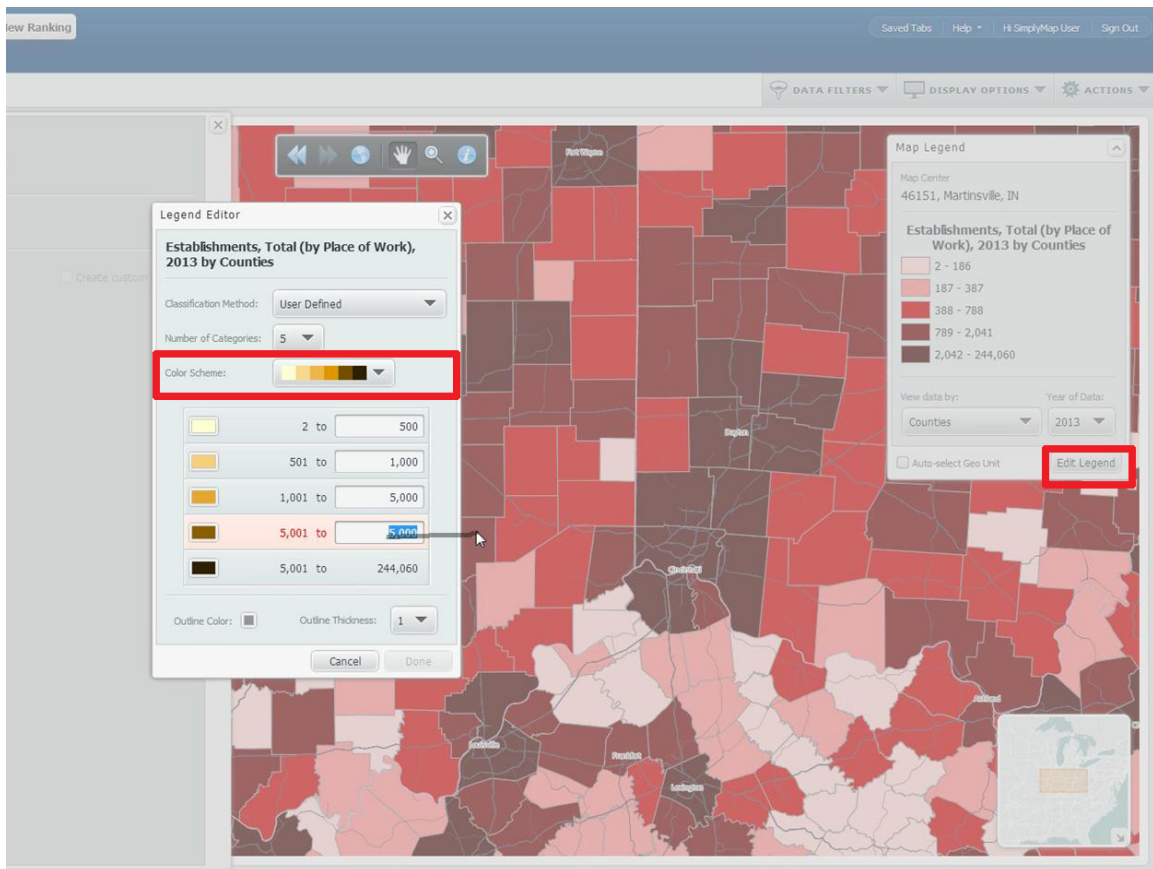 New Ranking
Saved Tabs Help Hi SimplyMap User Sign Out
DATA FILTERS DISPLAY OPTIONS ACTIONS
Create custom
Fort Wayne
Dayton
Cincinnati
Ashland
Louisville
Frankfort
Lexington
Legend Editor
Establishments, Total (by Place of Work),
2013 by Counties
Classification Method: User Defined
Number of Categories: 5
Color Scheme:
2 to 500
501 to 1,000
1,001 to 5,000
5,001 to 5,000
5,001 to 244,060
Outline Color: Outline Thickness: 1
Cancel Done
Map Legend
Map Center
46151, Martinsville, IN
Establishments, Total (by Place of
Work), 2013 by Counties
2 - 186
187 - 387
388 - 788
789 - 2,041
2,042 - 244,060
View data by: Year of Data:
Counties 2013
Auto-select Geo Unit Edit Legend